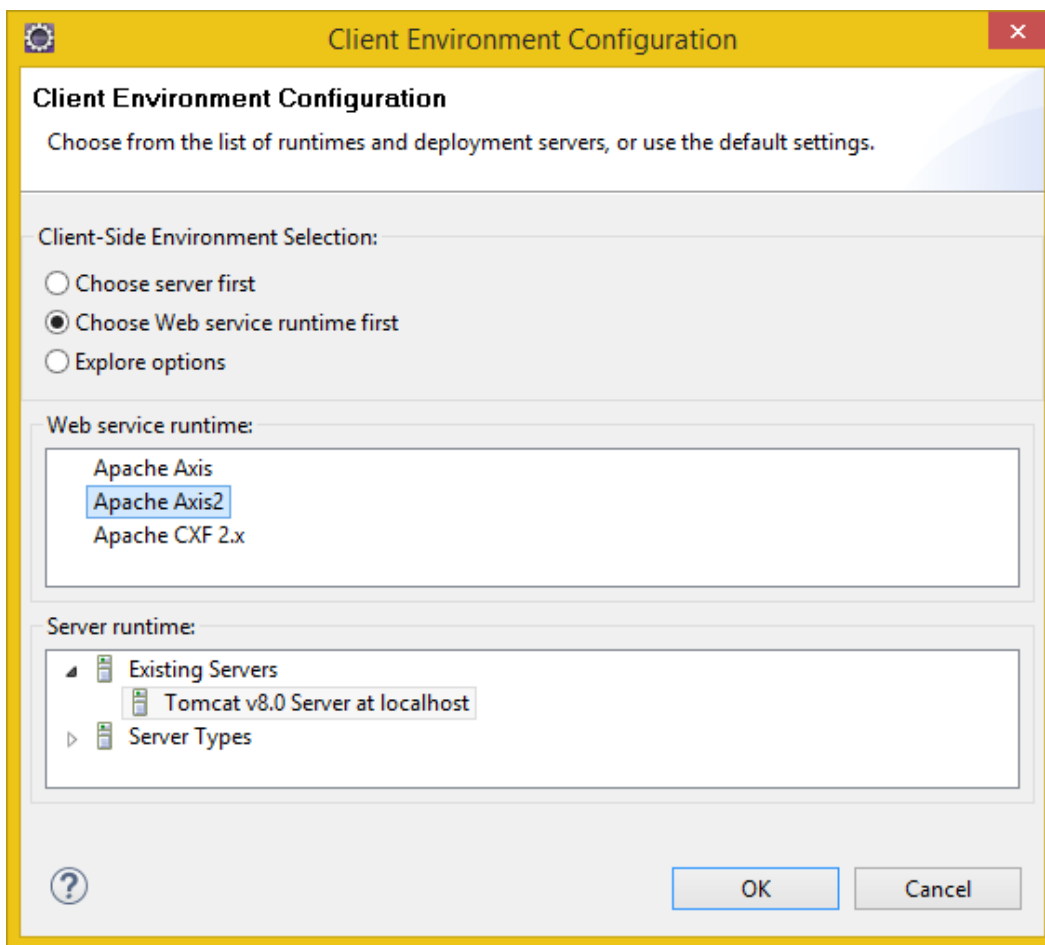 Client Environment Configuration
Client Environment Configuration
Choose from the list of runtimes and deployment servers, or use the default settings.
Client-Side Environment Selection:
Choose server first
Choose Web service runtime first
Explore options
Web service runtime:
Apache Axis
Apache Axis2
Apache CXF 2.x
Server runtime:
Existing Servers
Tomcat v8.0 Server at localhost
Server Types
OK Cancel